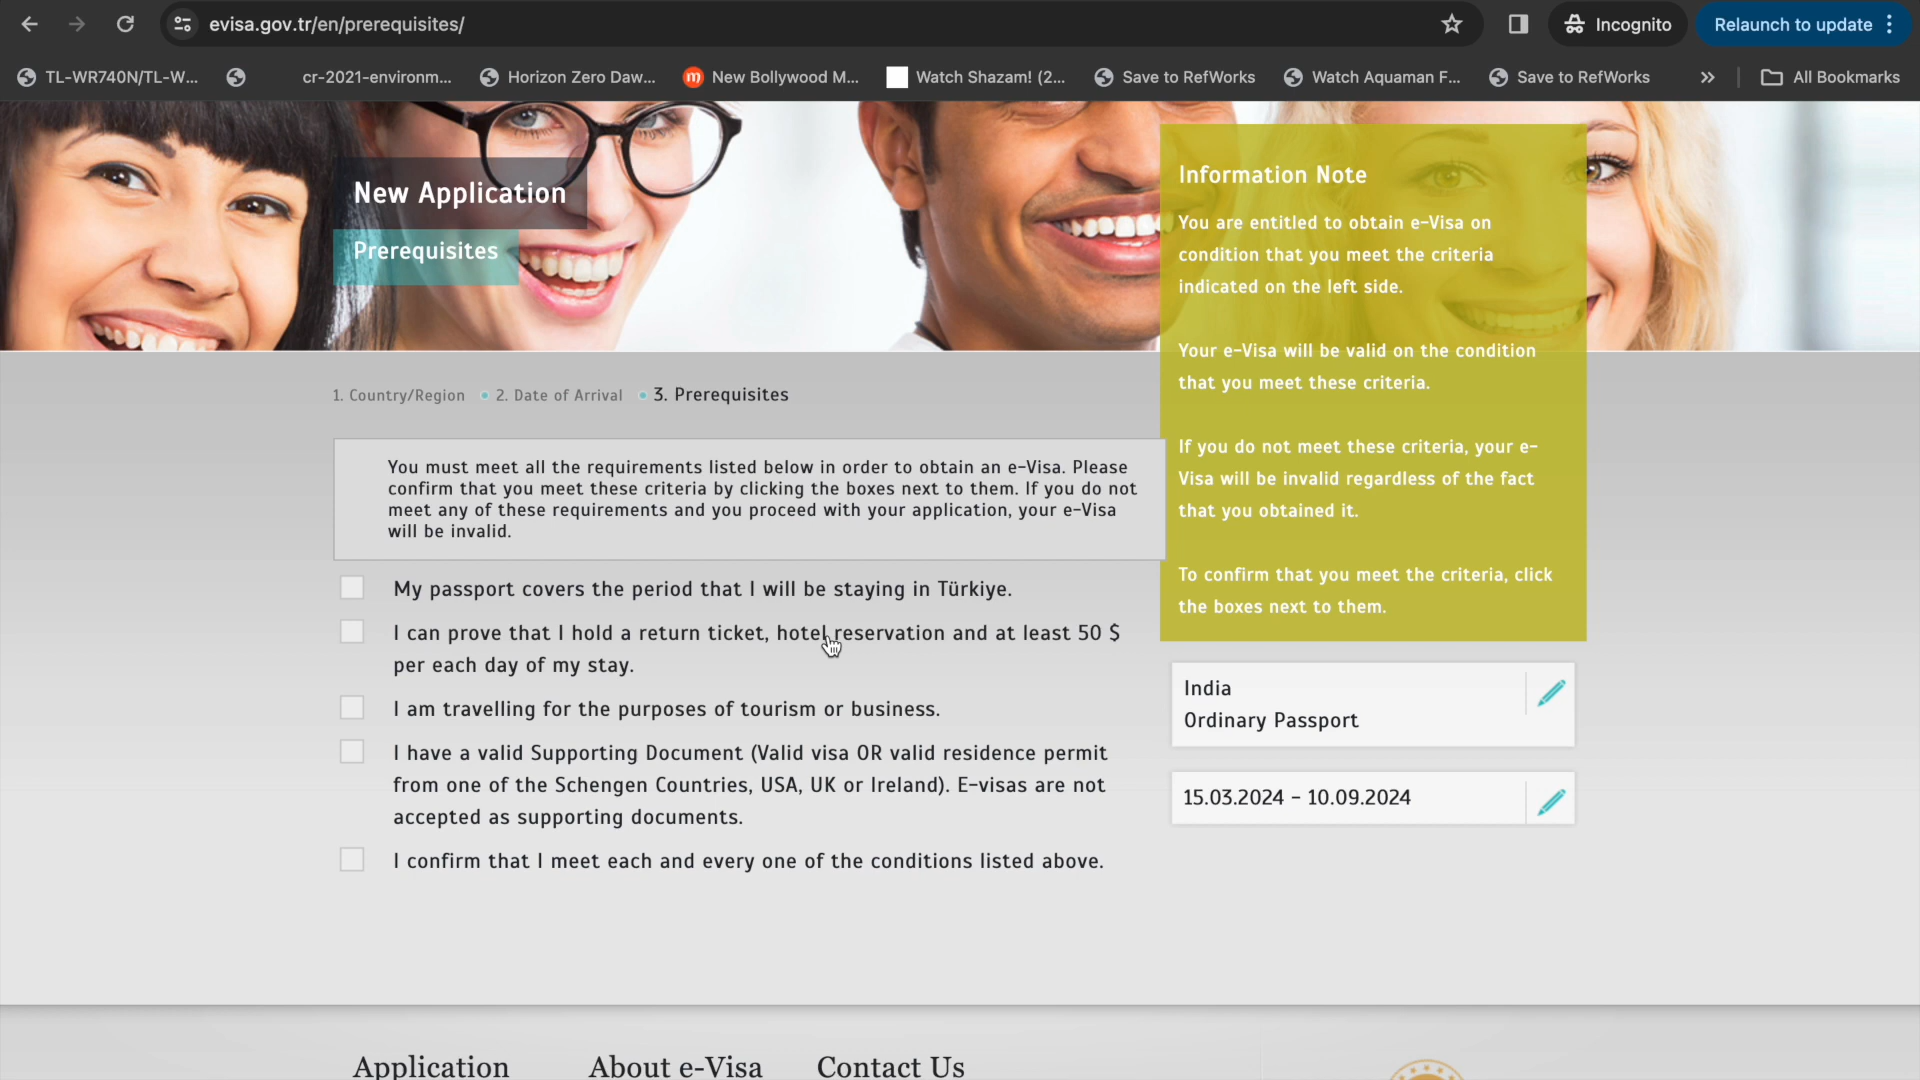 evisa.gov.tr/en/prerequisites/
Incognito
Relaunch to update
TL-WR740N/TL-W...
cr-2021-environm...
Horizon Zero Daw...
New Bollywood M...
Watch Shazam! (2...
Save to RefWorks
Watch Aquaman F...
Save to RefWorks
All Bookmarks
New Application
Prerequisites
Information Note
You are entitled to obtain e-Visa on
condition that you meet the criteria
indicated on the left side.
Your e-Visa will be valid on the condition
that you meet these criteria.
If you do not meet these criteria, your e-
Visa will be invalid regardless of the fact
that you obtained it.
To confirm that you meet the criteria, click
the boxes next to them.
1. Country/Region
2. Date of Arrival
3. Prerequisites
You must meet all the requirements listed below in order to obtain an e-Visa. Please
confirm that you meet these criteria by clicking the boxes next to them. If you do not
meet any of these requirements and you proceed with your application, your e-Visa
will be invalid.
My passport covers the period that I will be staying in Türkiye.
I can prove that I hold a return ticket, hotel reservation and at least 50 $
per each day of my stay.
I am travelling for the purposes of tourism or business.
I have a valid Supporting Document (Valid visa OR valid residence permit
from one of the Schengen Countries, USA, UK or Ireland). E-visas are not
accepted as supporting documents.
I confirm that I meet each and every one of the conditions listed above.
India
Ordinary Passport
15.03.2024 - 10.09.2024
Application
About e-Visa
Contact Us